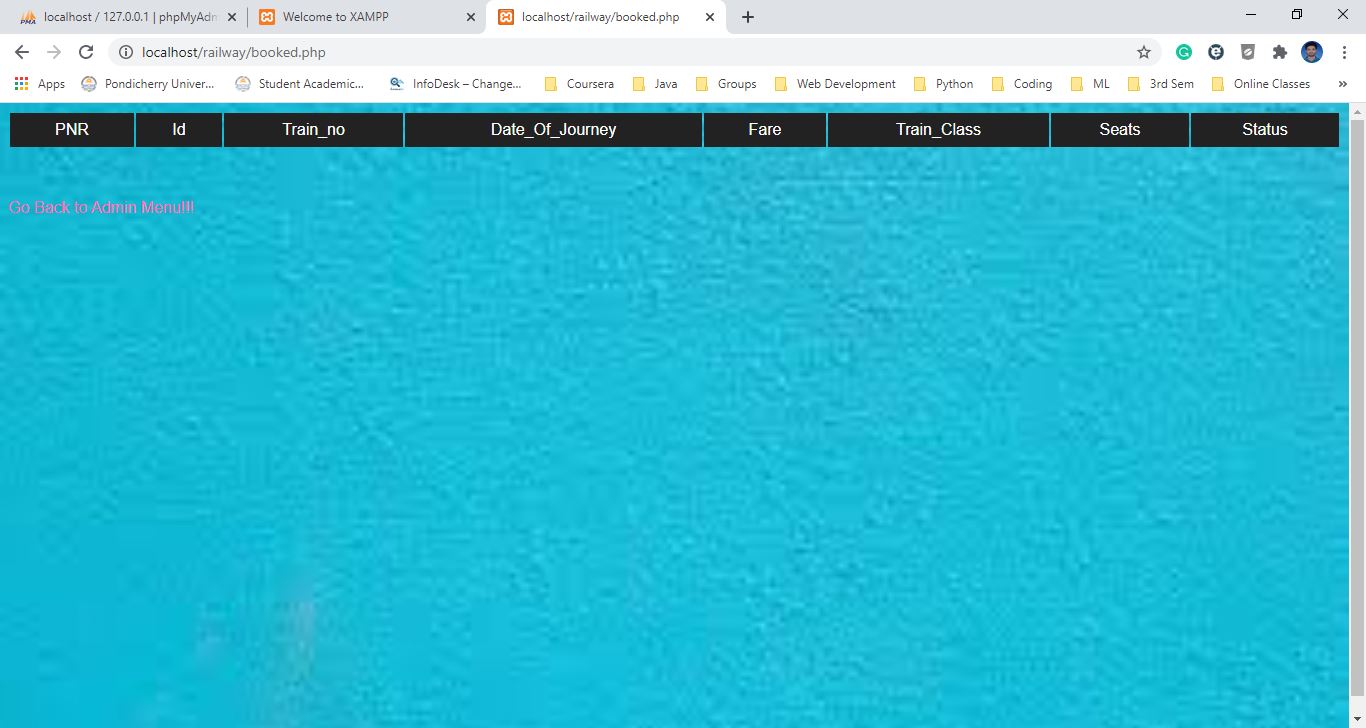 localhost / 127.0.0.1 | phpMyAdm
Welcome to XAMPP
localhost/railway/booked.php
localhost/railway/booked.php
Apps Pondicherry Univer... Student Academic... InfoDesk – Change... Coursera Java Groups Web Development Python Coding ML 3rd Sem Online Classes »
PNR Id Train_no Date_Of_Journey Fare Train_Class Seats Status
Go Back to Admin Menu!!!